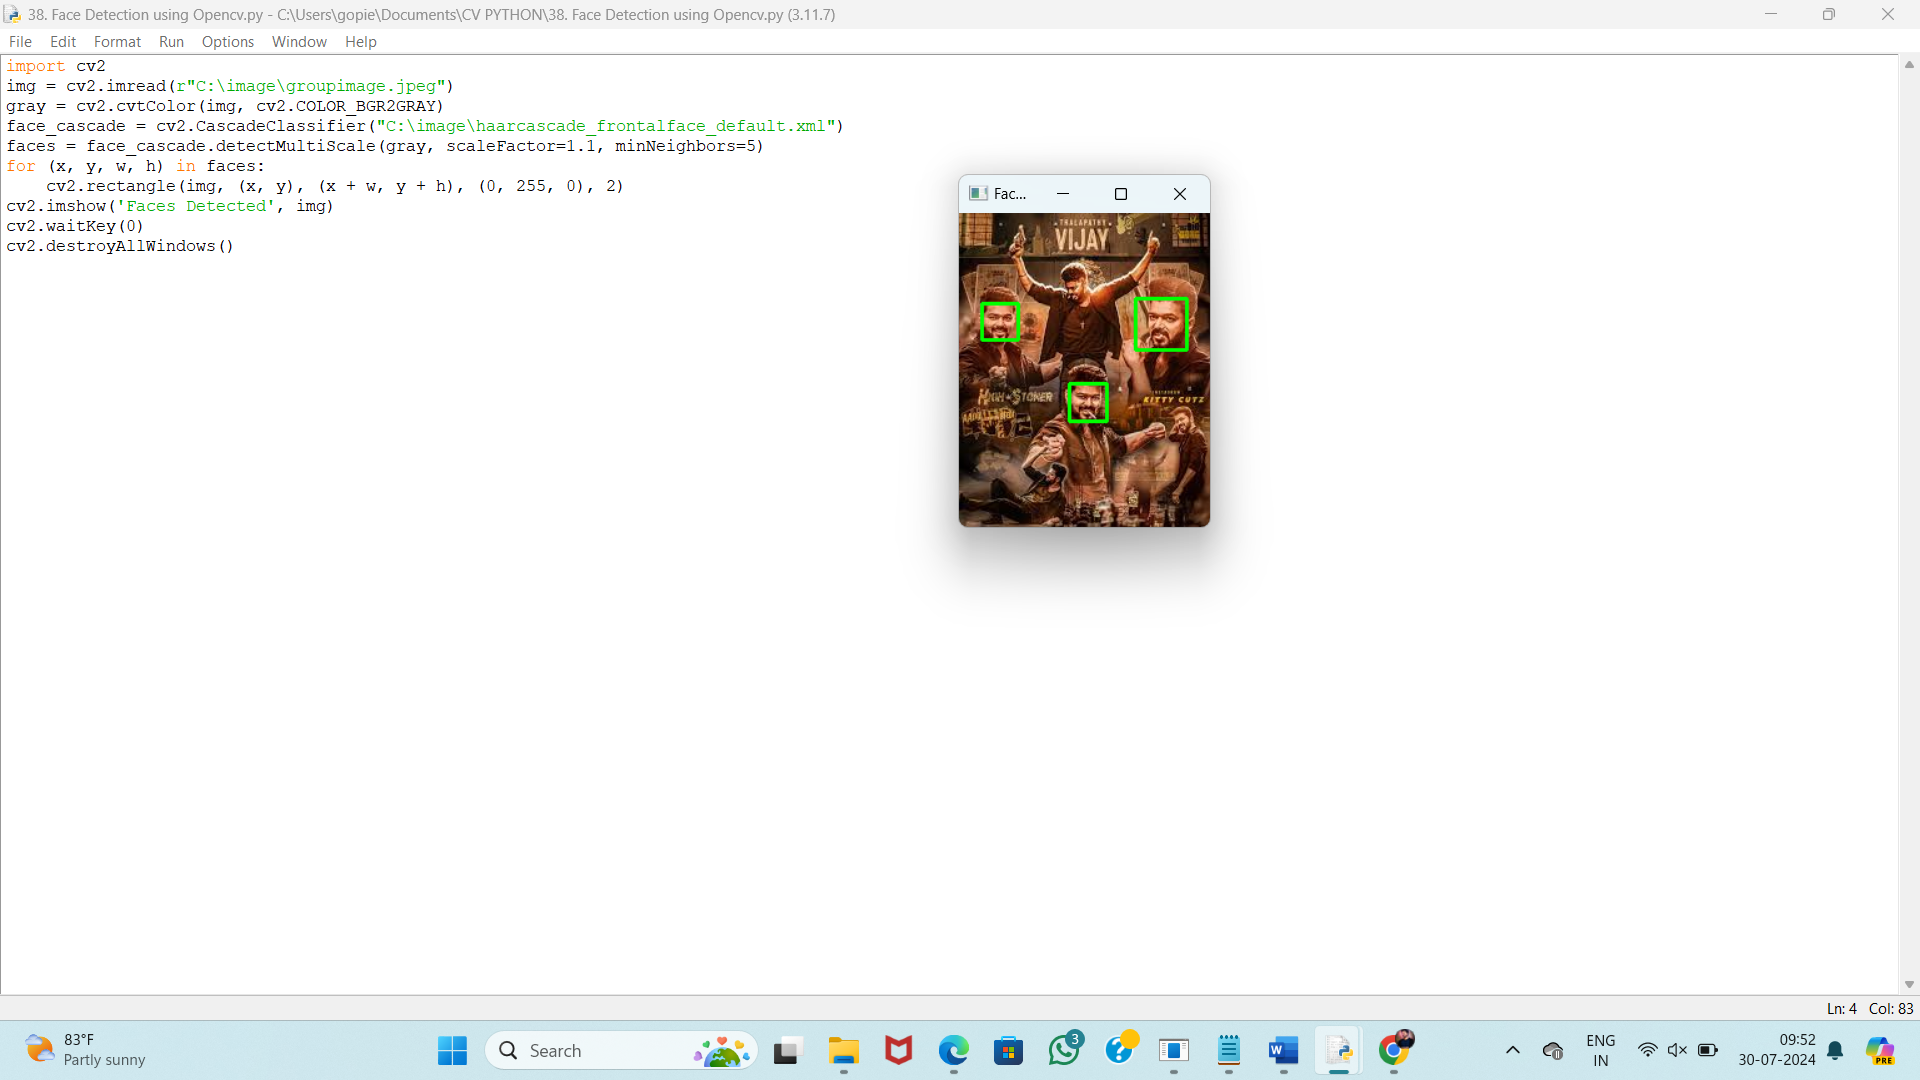 38. Face Detection using Opencv.py - C:\Users\gopie\Documents\CV PYTHON\38. Face Detection using Opencv.py (3.11.7)
File Edit Format Run Options Window Help
import cv2
img = cv2.imread(r"C:\image\groupimage.jpeg")
gray = cv2.cvtColor(img, cv2.COLOR_BGR2GRAY)
face_cascade = cv2.CascadeClassifier("C:\image\haarcascade_frontalface_default.xml")
faces = face_cascade.detectMultiScale(gray, scaleFactor=1.1, minNeighbors=5)
for (x, y, w, h) in faces:
    cv2.rectangle(img, (x, y), (x + w, y + h), (0, 255, 0), 2)
cv2.imshow('Faces Detected', img)
cv2.waitKey(0)
cv2.destroyAllWindows()
Fac...
THALAPATHY
VIJAY
KITTY CUTZ
Ln: 4 Col: 83
83°F
Partly sunny
Search
3
PRE
ENG
IN
09:52
30-07-2024